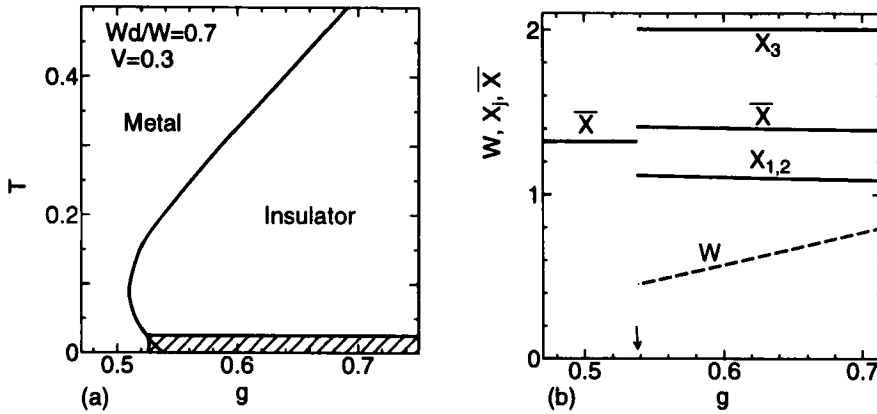 Wd/W=0.7
V=0.3
0.4
Metal
T
0.2
Insulator
0
0.5
0.6
0.7
(a)
g
2
X₃
W, Xⱼ, X̅
X̅
X̅
X₁,₂
1
W
0
0.5
0.6
0.7
(b)
g